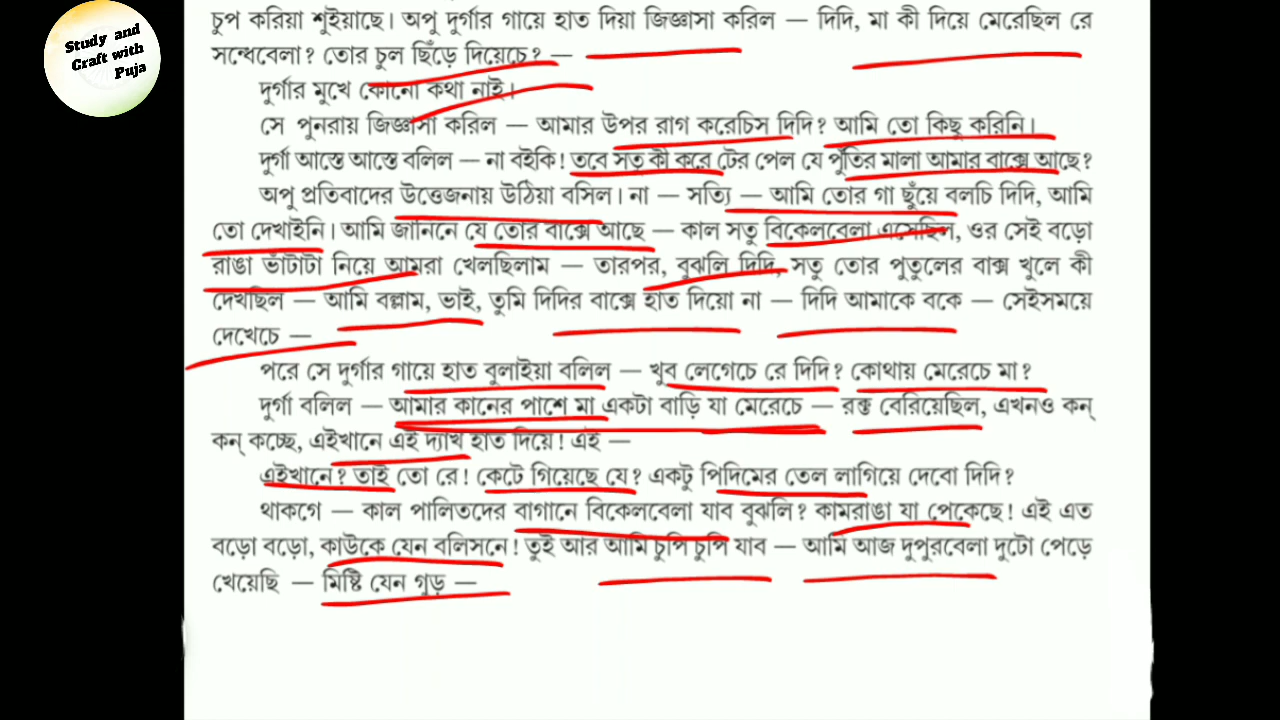 Study and
Craft with
Puja
চুপ করিয়া শুইয়াছে। অপু দুর্গার গায়ে হাত দিয়া জিজ্ঞাসা করিল — দিদি, মা কী দিয়ে মেরেছিল রে
সন্ধেবেলা? তোর চুল ছিঁড়ে দিয়েচে? —
দুর্গার মুখে কোনো কথা নাই।
সে পুনরায় জিজ্ঞাসা করিল — আমার উপর রাগ করেচিস দিদি? আমি তো কিছু করিনি।
দুর্গা আস্তে আস্তে বলিল — না বইকি! তবে সতু কী করে টের পেল যে পুঁতির মালা আমার বাক্সে আছে?
অপু প্রতিবাদের উত্তেজনায় উঠিয়া বসিল। না — সত্যি — আমি তোর গা ছুঁয়ে বলচি দিদি, আমি
তো দেখাইনি। আমি জানিনে যে তোর বাক্সে আছে — কাল সতু বিকেলবেলা এসেছিল, ওর সেই বড়ো
রাঙা ভাঁটাটা নিয়ে আমরা খেলছিলাম — তারপর, বুঝলি দিদি, সতু তোর পুতুলের বাক্স খুলে কী
দেখছিল — আমি বল্লাম, ভাই, তুমি দিদির বাক্সে হাত দিয়ো না — দিদি আমাকে বকে — সেইসময়ে
দেখেচে —
পরে সে দুর্গার গায়ে হাত বুলাইয়া বলিল — খুব লেগেচে রে দিদি? কোথায় মেরেচে মা?
দুর্গা বলিল — আমার কানের পাশে মা একটা বাড়ি যা মেরেচে — রক্ত বেরিয়েছিল, এখনও কন্
কন্ কচ্ছে, এইখানে এই দ্যাখ হাত দিয়ে! এই —
এইখানে? তাই তো রে! কেটে গিয়েছে যে? একটু পিদিমের তেল লাগিয়ে দেবো দিদি?
থাকগে — কাল পালিতদের বাগানে বিকেলবেলা যাব বুঝলি? কামরাঙা যা পেকেছে! এই এত
বড়ো বড়ো, কাউকে যেন বলিসনে! তুই আর আমি চুপি চুপি যাব — আমি আজ দুপুরবেলা দুটো পেড়ে
খেয়েছি — মিষ্টি যেন গুড় —